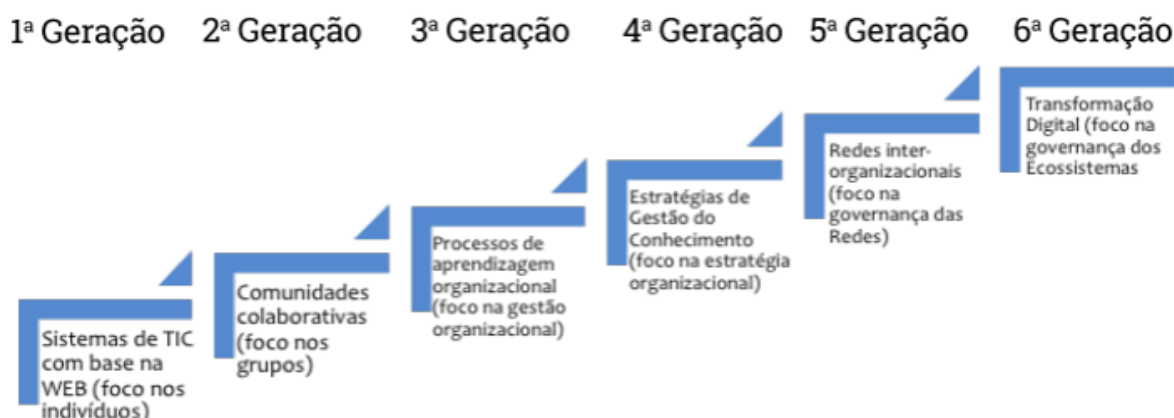 1ª Geração
2ª Geração
3ª Geração
4ª Geração
5ª Geração
6ª Geração
Sistemas de TIC
com base na
WEB (foco nos
indivíduos)
Comunidades
colaborativas
(foco nos
grupos)
Processos de
aprendizagem
organizacional
(foco na gestão
organizacional)
Estratégias de
Gestão do
Conhecimento
(foco na estratégia
organizacional)
Redes inter-
organizacionais
(foco na
governança das
Redes)
Transformação
Digital (foco na
governança dos
Ecossistemas